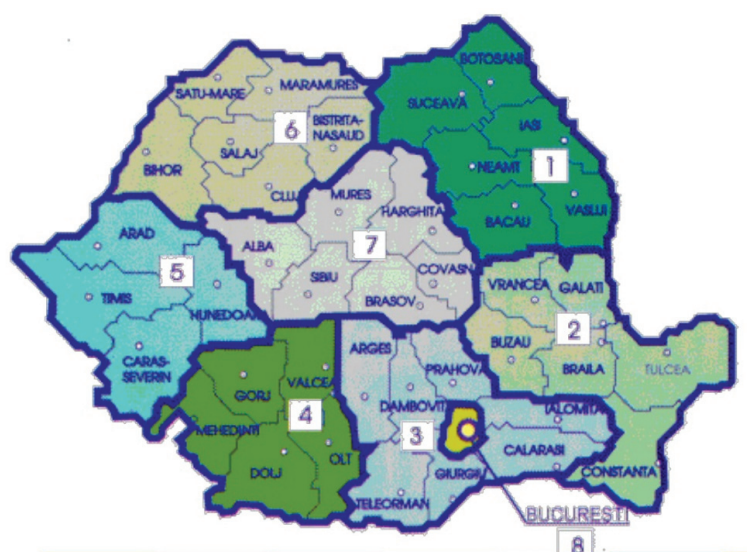 BOTOSANI
SUCEAVA
IASI
NEAMT
1
BACAU
VASLUI
SATU-MARE
MARAMURES
6
BISTRITA-
NASAUD
SALAJ
BIHOR
CLUJ
MURES
HARGHITA
7
ALBA
SIBIU
COVASN
BRASOV
ARAD
5
TIMIS
HUNEDOAR
CARAS-
SEVERIN
VRANCEA
GALATI
2
BUZAU
BRAILA
TULCEA
CONSTANTA
GORJ
VALCEA
4
MEHEDINTI
DOLJ
OLT
ARGES
PRAHOVA
DAMBOVIT
3
IALOMITA
CALARASI
GIURGIU
TELEORMAN
BUCURESTI
8